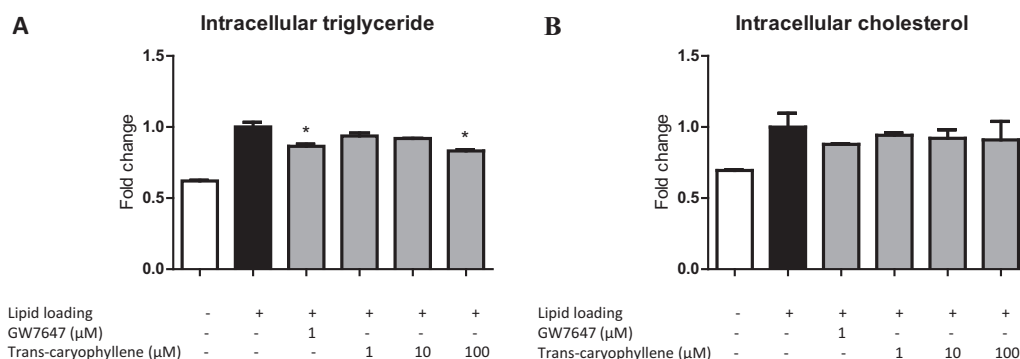 A
Intracellular triglyceride
Fold change
1.5
1.0
0.5
0.0
*
*
Lipid loading - + + + + +
GW7647 (µM) - - 1 - - -
Trans-caryophyllene (µM) - - - 1 10 100
B
Intracellular cholesterol
Fold change
1.5
1.0
0.5
0.0
Lipid loading - + + + + +
GW7647 (µM) - - 1 - - -
Trans-caryophyllene (µM) - - - 1 10 100